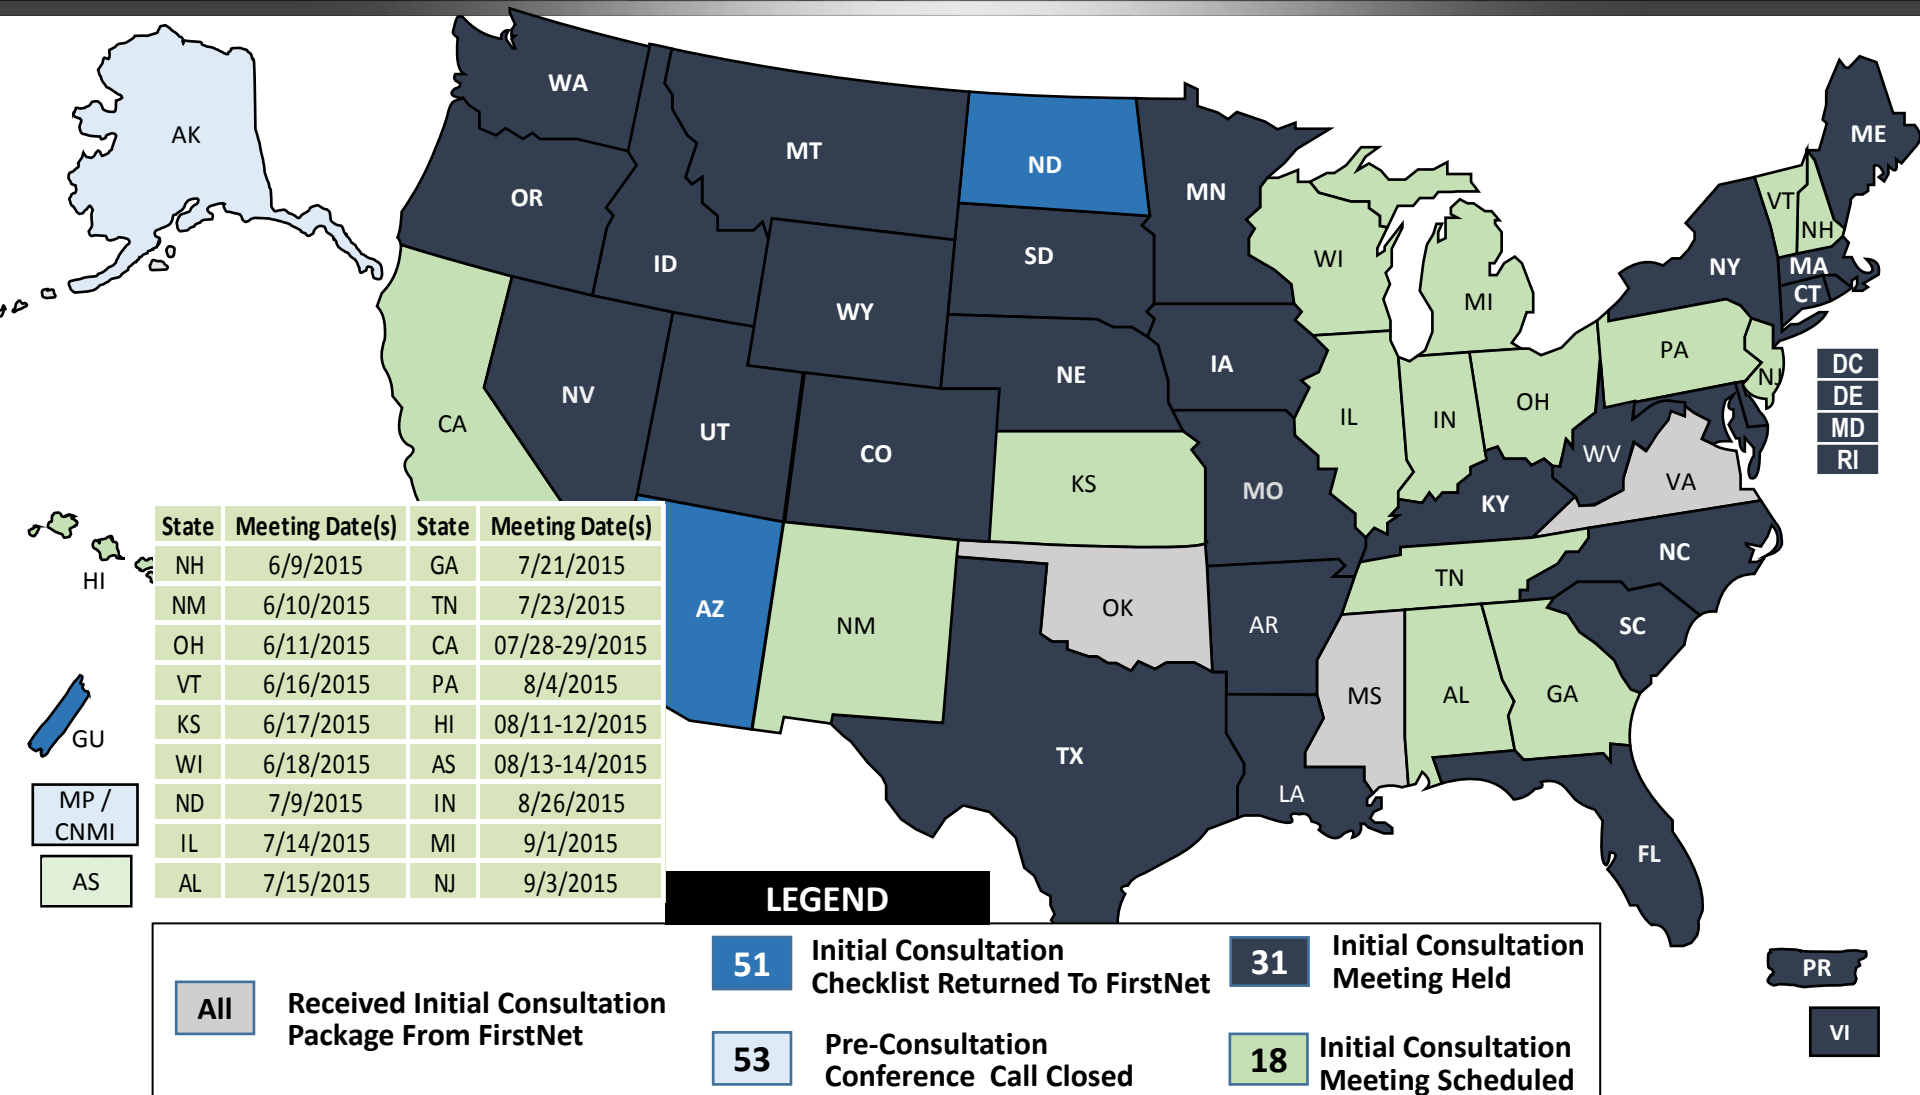 WA
ME
AK
MT
ND
MN
OR
VT
NH
SD
ID
WI
NY
MA
CT
MI
WY
PA
NE
IA
NJ
DC
NV
OH
DE
IL
IN
CA
UT
MD
CO
WV
RI
KS
MO
KY
VA
State Meeting Date(s) State Meeting Date(s)
NH 6/9/2015 GA 7/21/2015
NM 6/10/2015 TN 7/23/2015
OH 6/11/2015 CA 07/28-29/2015
VT 6/16/2015 PA 8/4/2015
KS 6/17/2015 HI 08/11-12/2015
WI 6/18/2015 AS 08/13-14/2015
ND 7/9/2015 IN 8/26/2015
IL 7/14/2015 MI 9/1/2015
AL 7/15/2015 NJ 9/3/2015
HI
NC
TN
AZ
OK
NM
AR
SC
MS
AL
GA
GU
TX
LA
MP /
CNMI
AS
FL
PR
VI
LEGEND
All
Received Initial Consultation
Package From FirstNet
51
Initial Consultation
Checklist Returned To FirstNet
53
Pre-Consultation
Conference Call Closed
31
Initial Consultation
Meeting Held
18
Initial Consultation
Meeting Scheduled